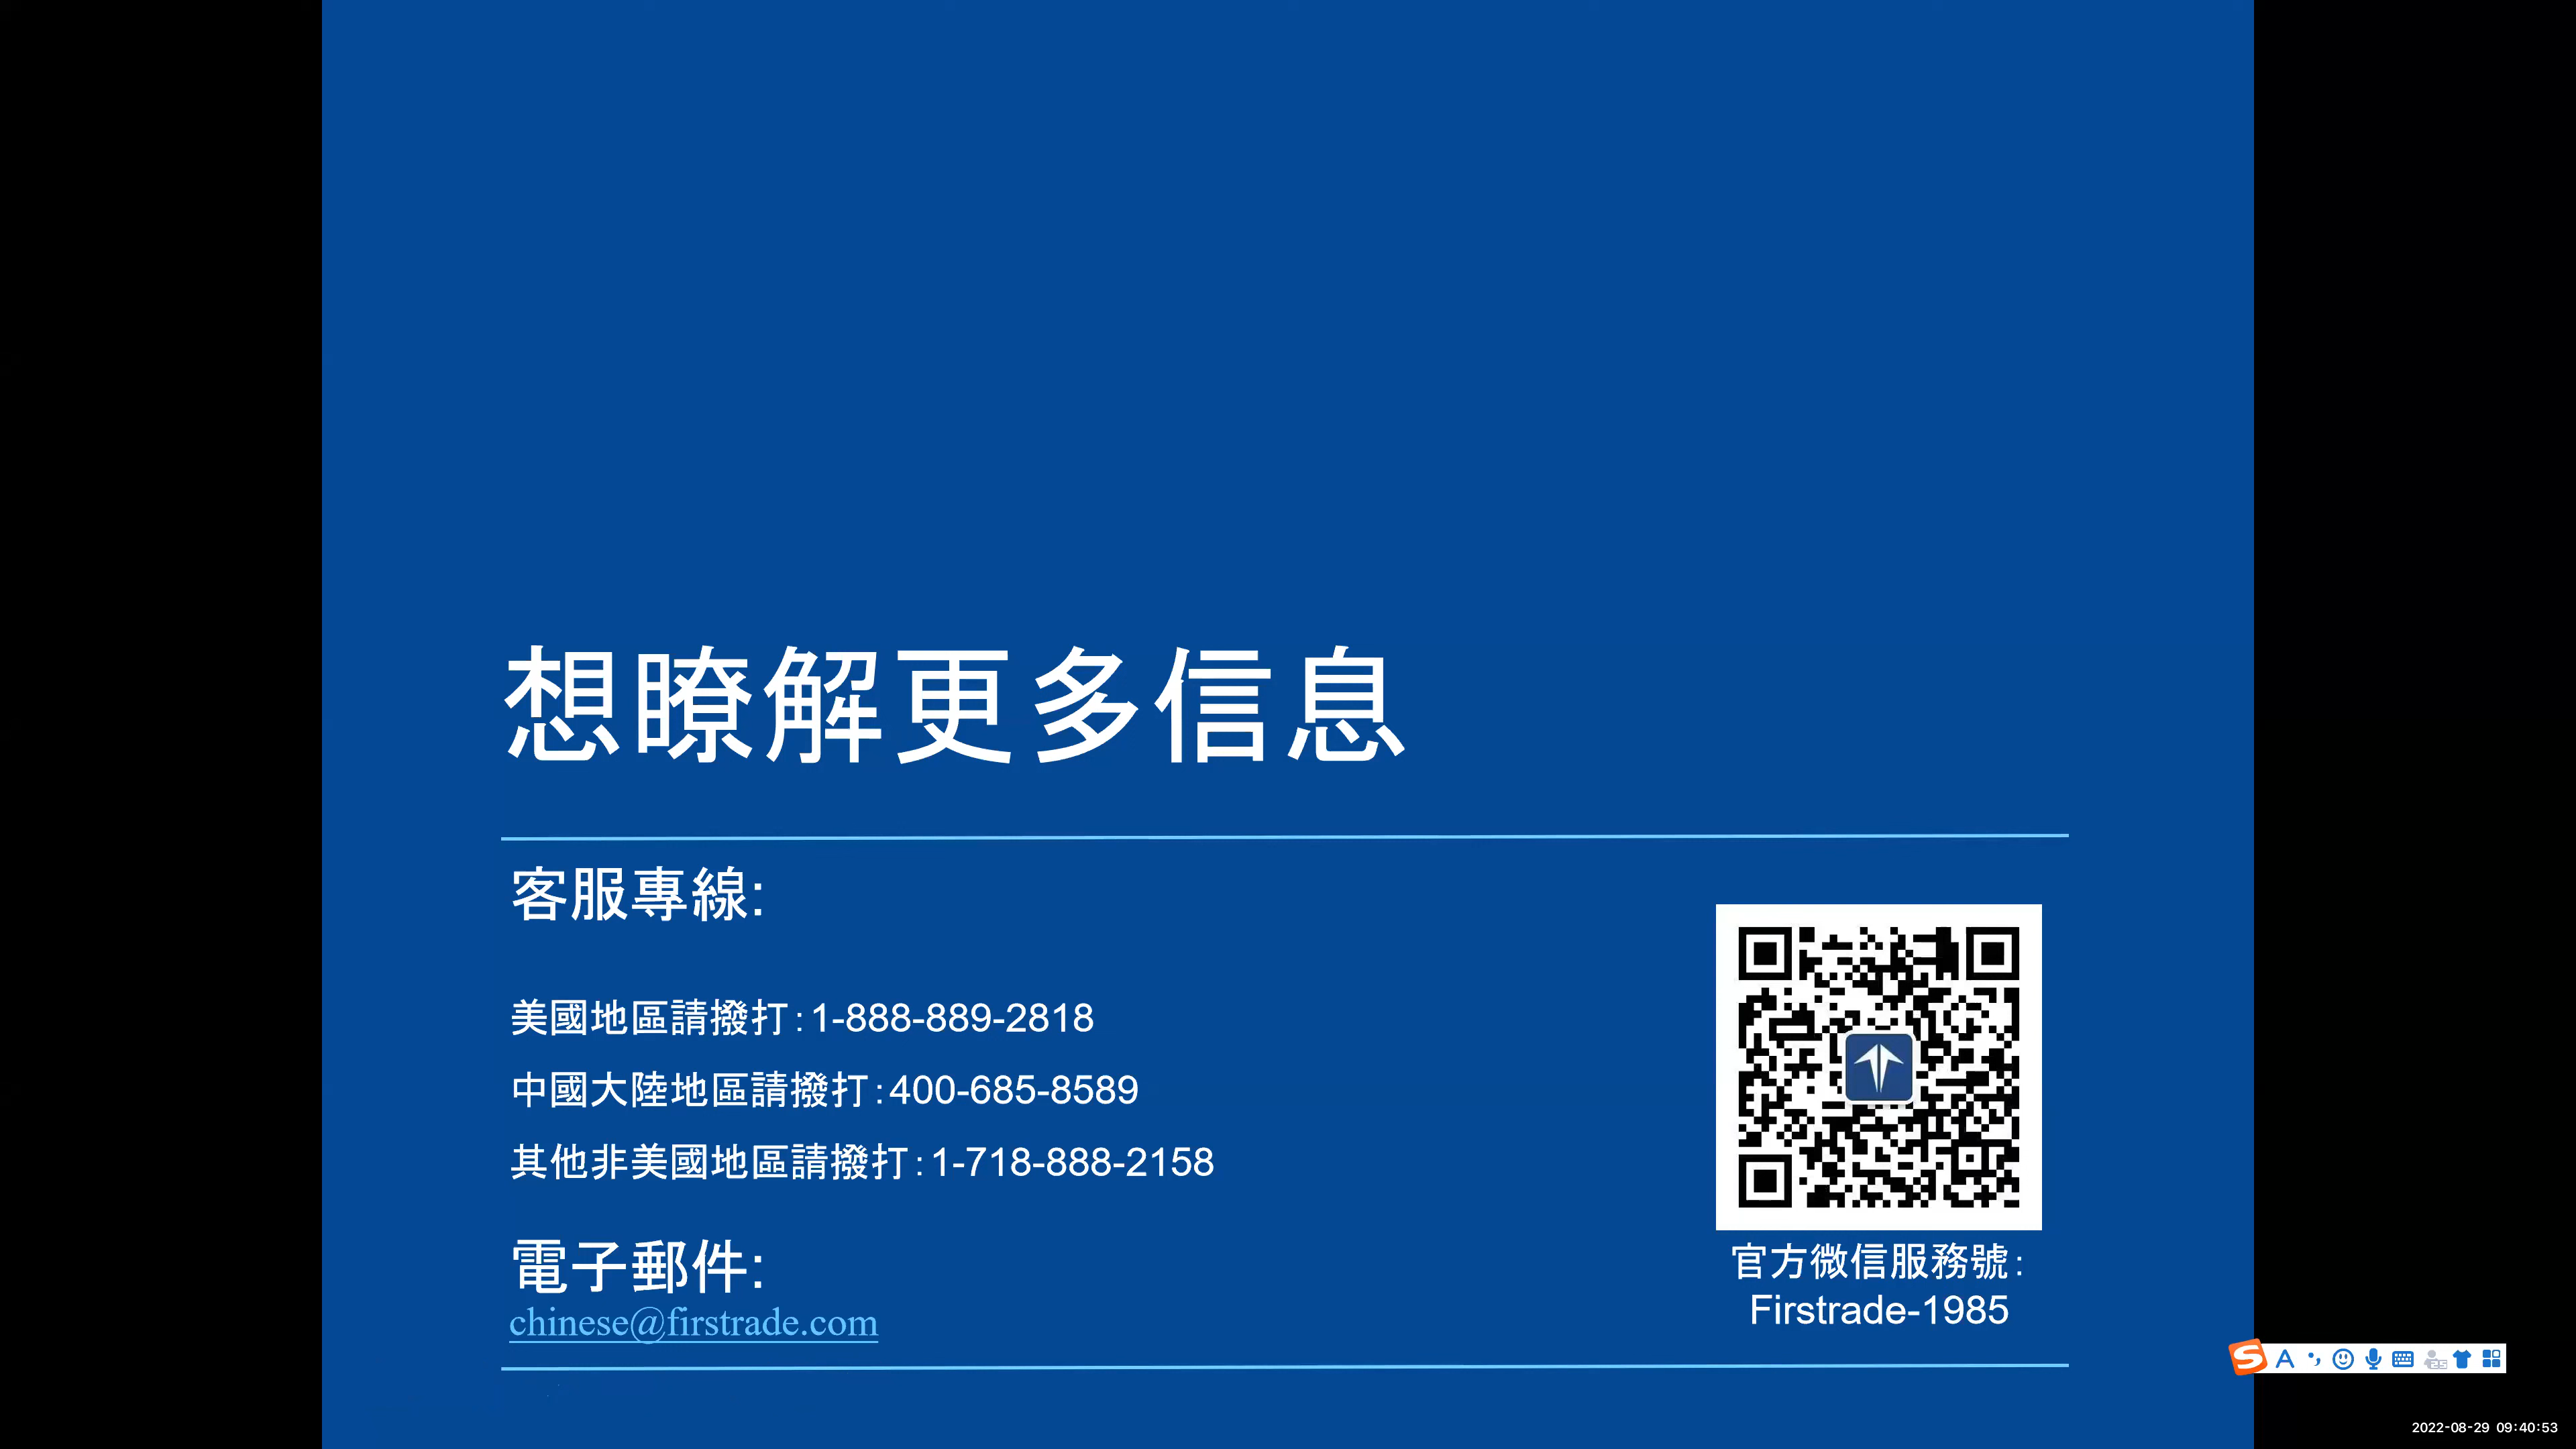 想瞭解更多信息
客服專線:
美國地區請撥打：1-888-889-2818
中國大陸地區請撥打：400-685-8589
其他非美國地區請撥打：1-718-888-2158
電子郵件:
chinese@firstrade.com
官方微信服務號：
Firstrade-1985
2022-08-29 09:40:53